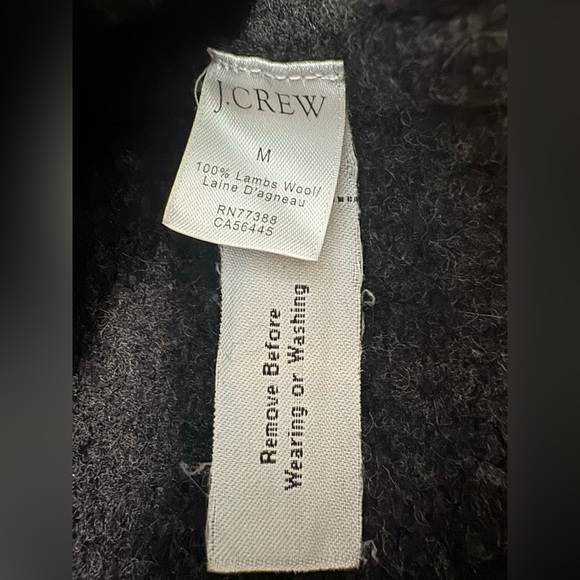 J.CREW
M
100% Lambs Wool/
Laine D'agneau
RN77388
CA56445
Remove Before
Wearing or Washing